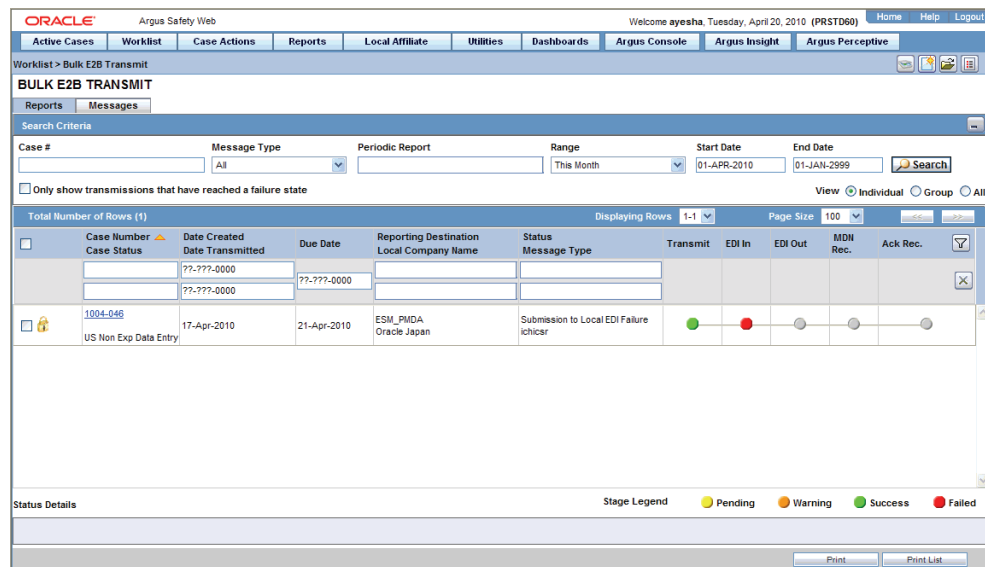 ORACLE Argus Safety Web Welcome ayesha, Tuesday, April 20, 2010 (PRSTD60) Home Help Logout
Active Cases Worklist Case Actions Reports Local Affiliate Utilities Dashboards Argus Console Argus Insight Argus Perceptive
Worklist > Bulk E2B Transmit
BULK E2B TRANSMIT
Reports Messages
Search Criteria
Case # Message Type Periodic Report Range Start Date End Date
All This Month 01-APR-2010 01-JAN-2999 Search
Only show transmissions that have reached a failure state View Individual Group All
Total Number of Rows (1) Displaying Rows 1-1 Page Size 100 << >>
Case Number Date Created Due Date Reporting Destination Status Transmit EDI In EDI Out MDN Rec. Ack Rec.
Case Status Date Transmitted Local Company Name Message Type
??-???-0000
??-???-0000
??-???-0000
1004-046 17-Apr-2010 21-Apr-2010 ESM_PMDA Submission to Local EDI Failure
US Non Exp Data Entry Oracle Japan ichicsr
Status Details Stage Legend Pending Warning Success Failed
Print Print List